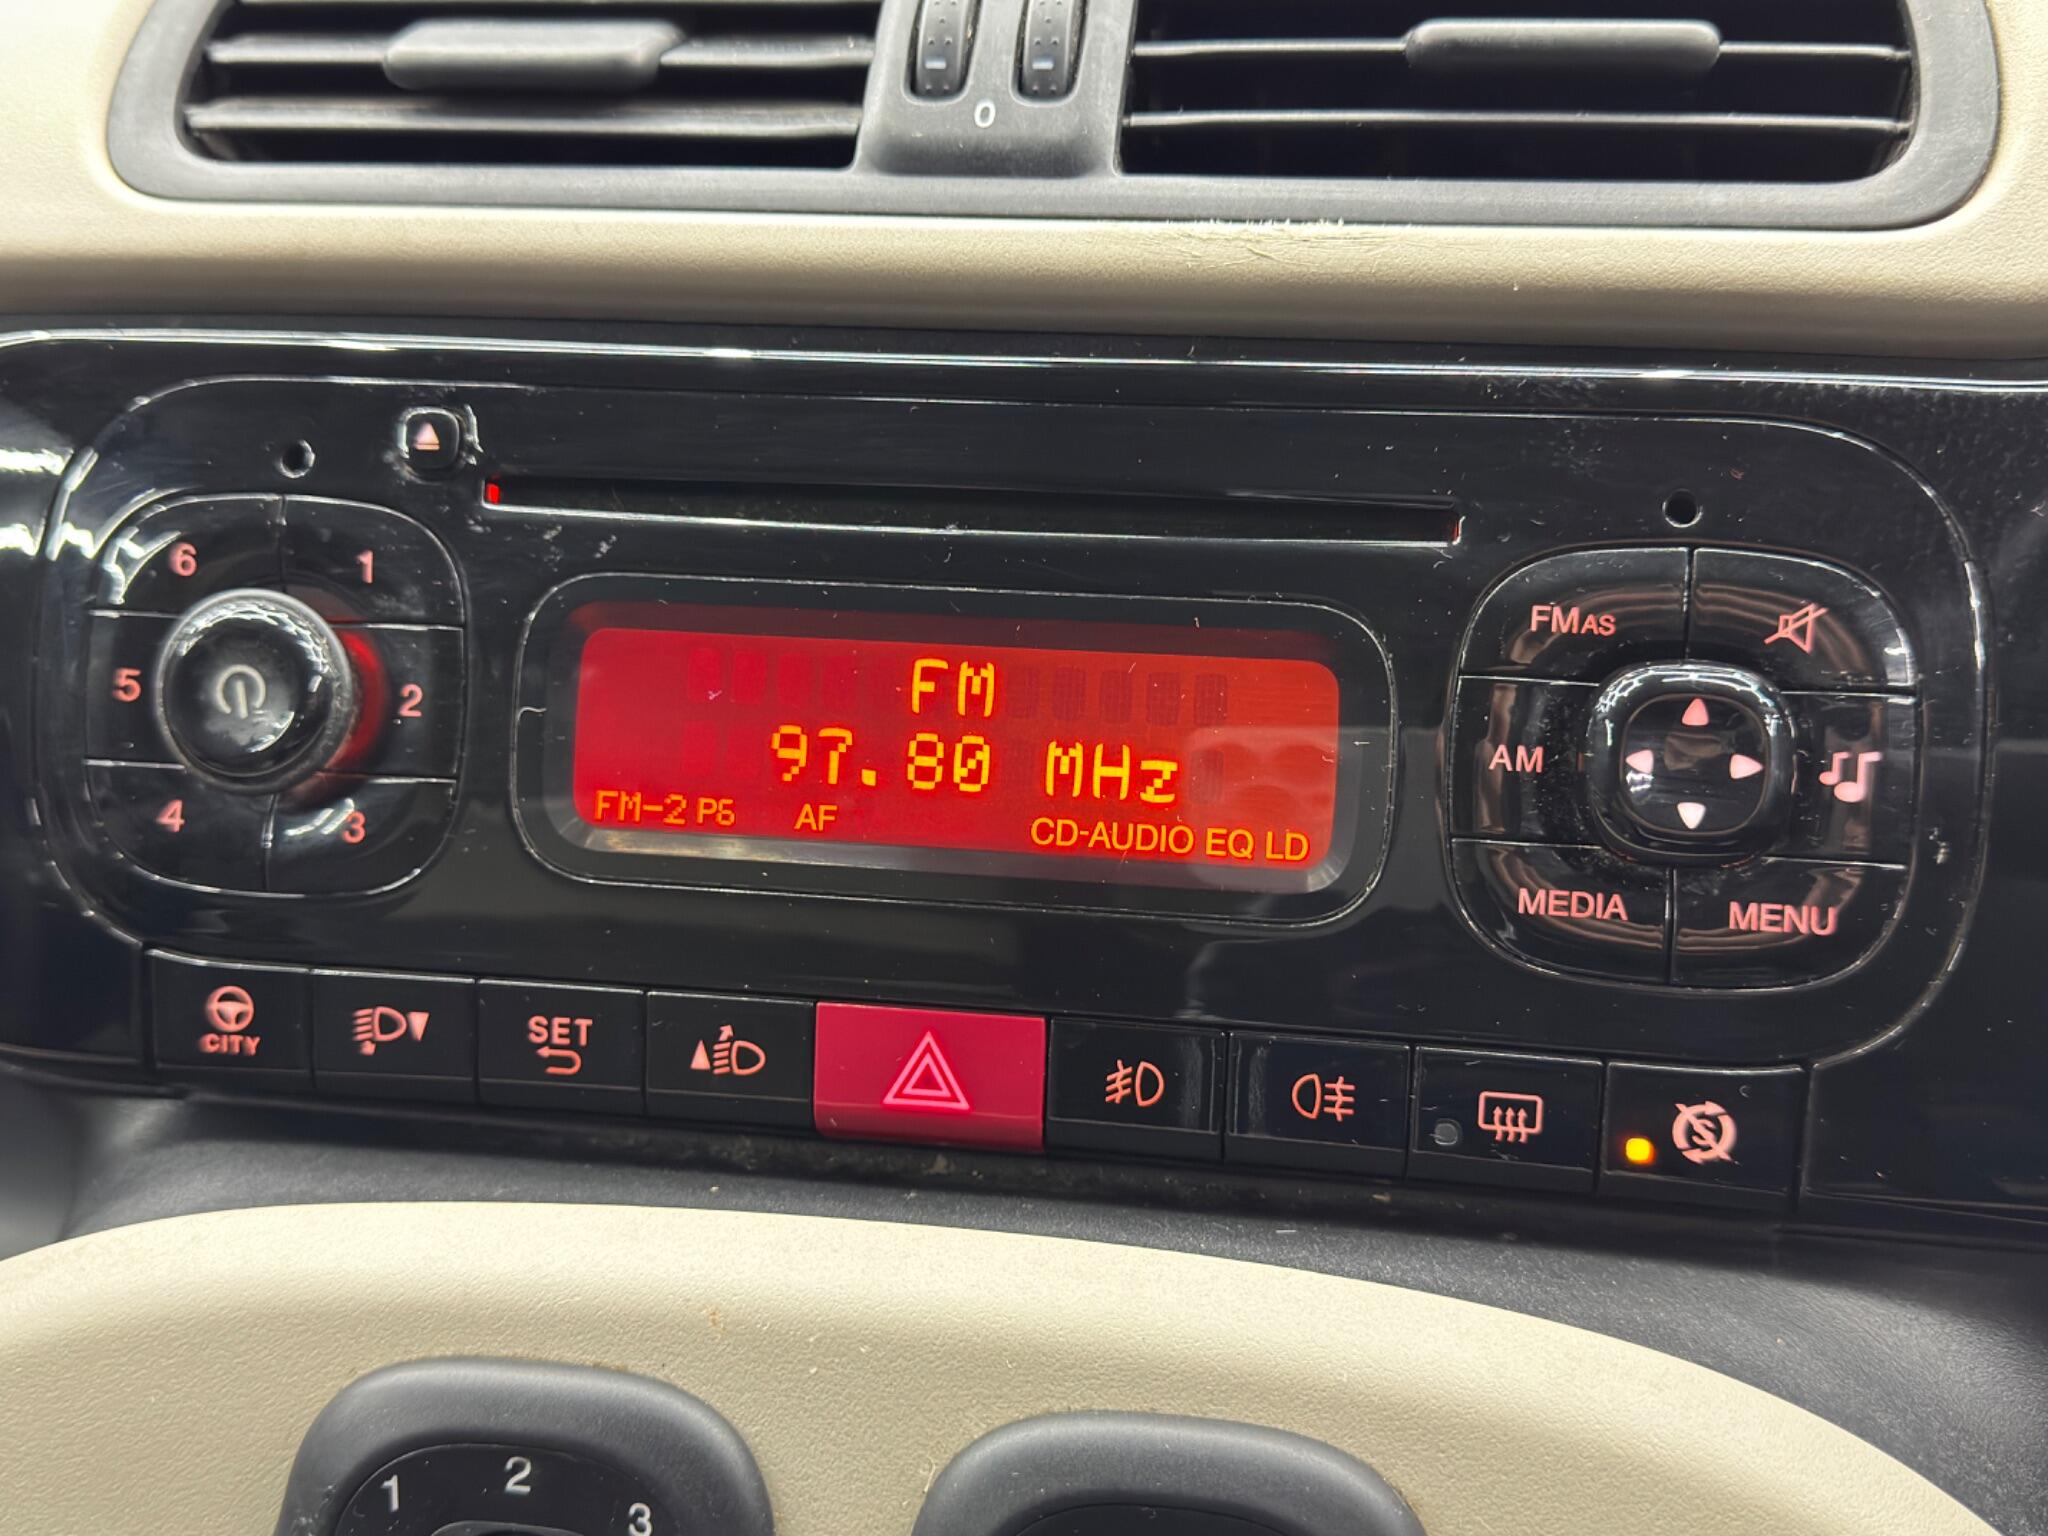 0
6 1
5 2
4 3
FM
97.80 MHz
FM-2 P6 AF CD-AUDIO EQ LD
FMAS
AM
MEDIA MENU
CITY
SET
S
1 2 3